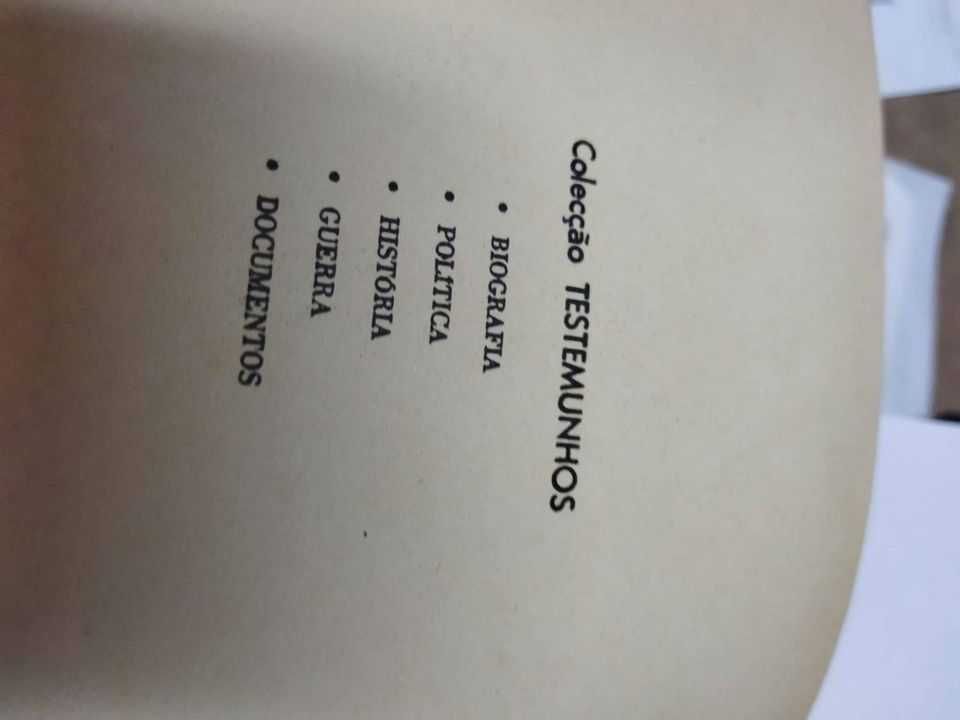 Colecção TESTEMUNHOS
• BIOGRAFIA
• POLÍTICA
• HISTÓRIA
• GUERRA
• DOCUMENTOS